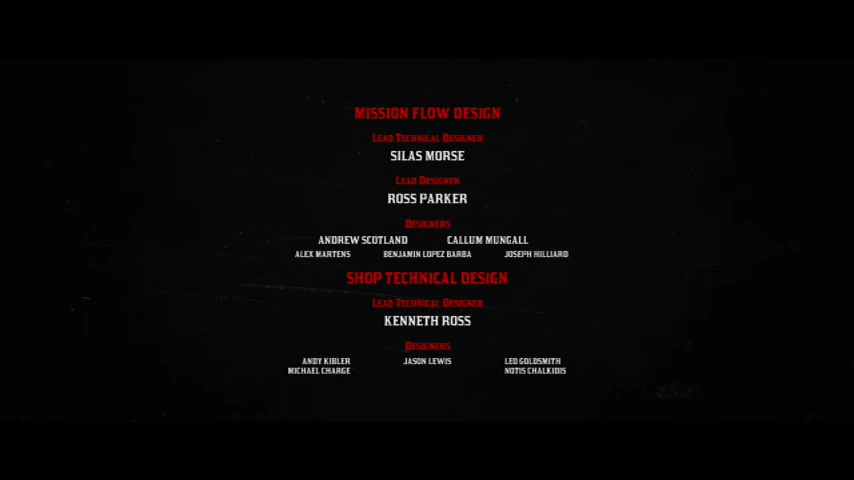 MISSION FLOW DESIGN
LEAD TECHNICAL DESIGNER
SILAS MORSE
LEAD DESIGNER
ROSS PARKER
DESIGNERS
ANDREW SCOTLAND CALLUM MUNGALL
ALEX MARTENS BENJAMIN LOPEZ BARBA JOSEPH HILLIARD
SHOP TECHNICAL DESIGN
LEAD TECHNICAL DESIGNER
KENNETH ROSS
DESIGNERS
ANDY KIBLER JASON LEWIS LEO GOLDSMITH
MICHAEL CHARGE NOTIS CHALKIDIS